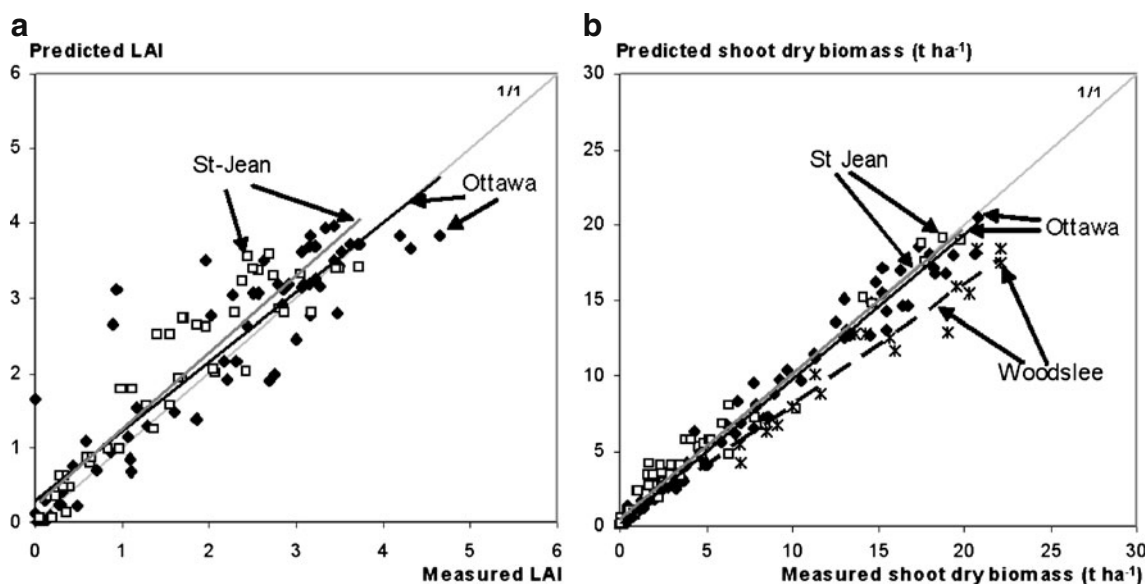 a
Predicted LAI
6
5
4
3
2
1
0
0 1 2 3 4 5 6
Measured LAI
1/1
St-Jean
Ottawa
b
Predicted shoot dry biomass (t ha-1)
30
25
20
15
10
5
0
0 5 10 15 20 25 30
Measured shoot dry biomass (t ha-1)
1/1
St Jean
Ottawa
Woodslee